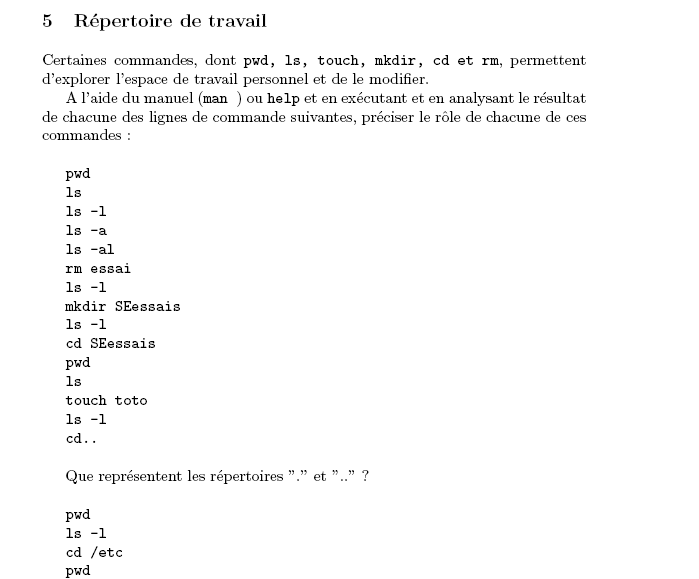 5 Répertoire de travail
Certaines commandes, dont pwd, ls, touch, mkdir, cd et rm, permettent
d'explorer l'espace de travail personnel et de le modifier.
A l'aide du manuel (man ) ou help et en exécutant et en analysant le résultat
de chacune des lignes de commande suivantes, préciser le rôle de chacune de ces
commandes :
pwd
ls
ls -l
ls -a
ls -al
rm essai
ls -l
mkdir SEessais
ls -l
cd SEessais
pwd
ls
touch toto
ls -l
cd..
Que représentent les répertoires "." et ".." ?
pwd
ls -l
cd /etc
pwd